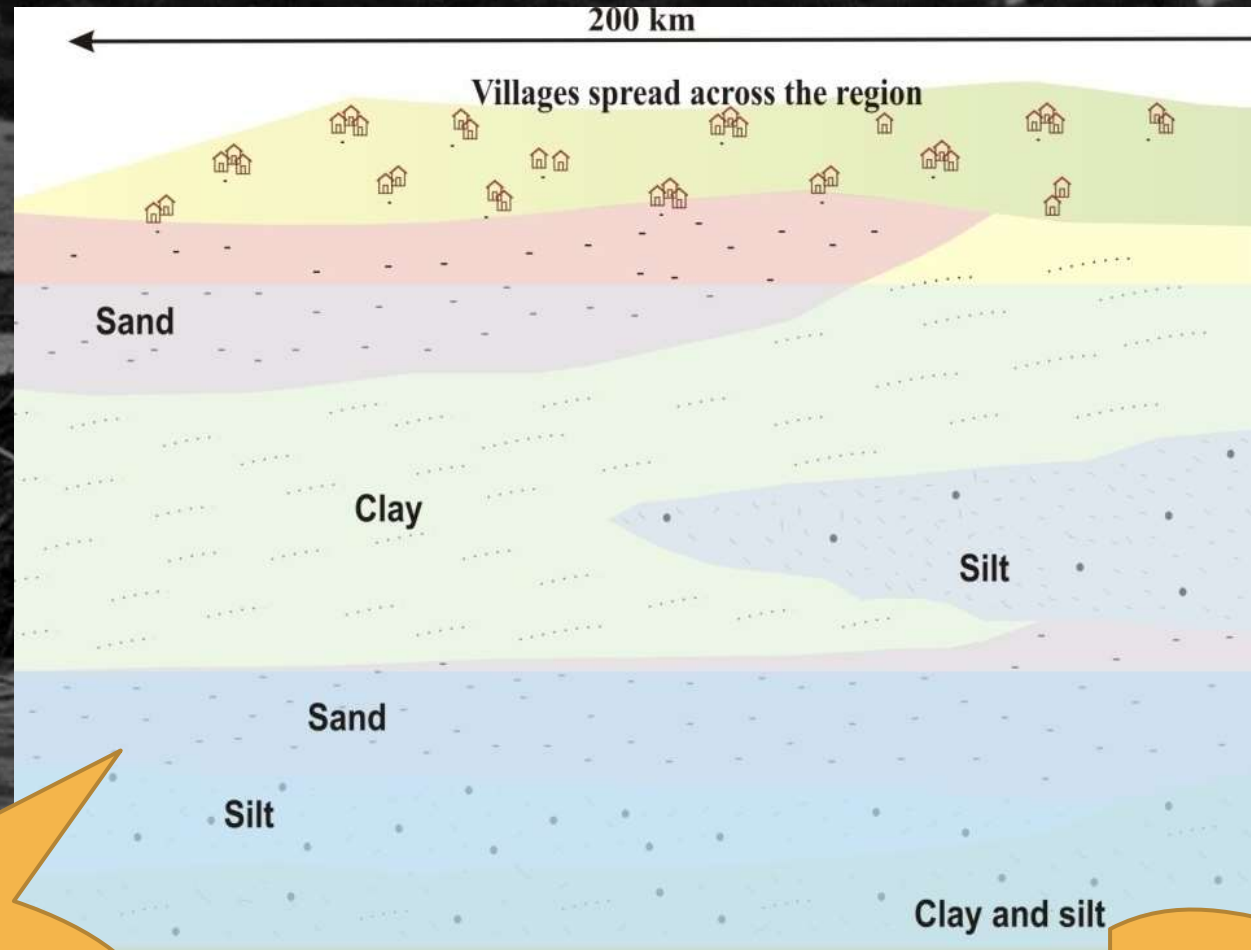 200 km
Villages spread across the region
Sand
Clay
Silt
Sand
Silt
Clay and silt